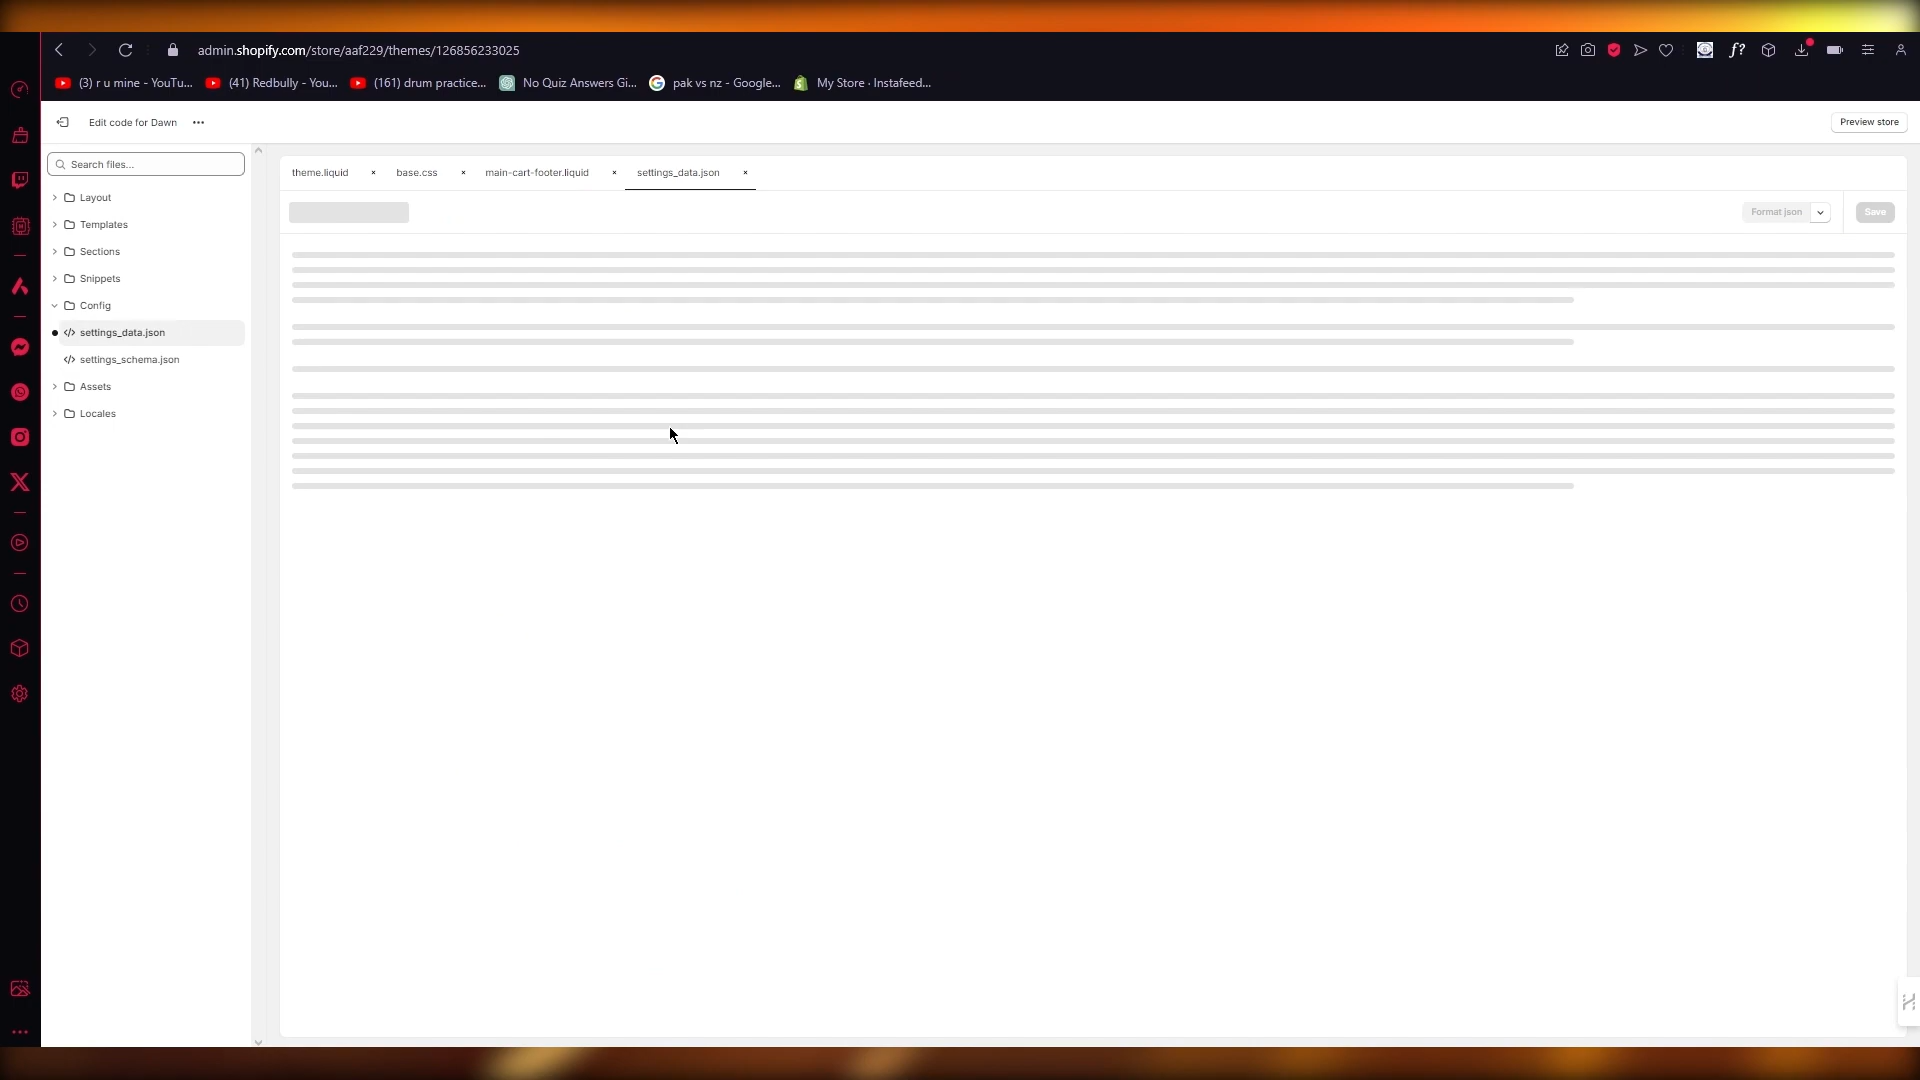 admin.shopify.com/store/aaf229/themes/126856233025
f?
(3) r u mine - YouTu...
(41) Redbully - You...
(161) drum practice...
No Quiz Answers Gi...
pak vs nz - Google...
My Store · Instafeed...
Edit code for Dawn
Preview store
Search files...
theme.liquid
base.css
main-cart-footer.liquid
settings_data.json
Format json
Save
Layout
Templates
Sections
Snippets
Config
settings_data.json
settings_schema.json
Assets
Locales